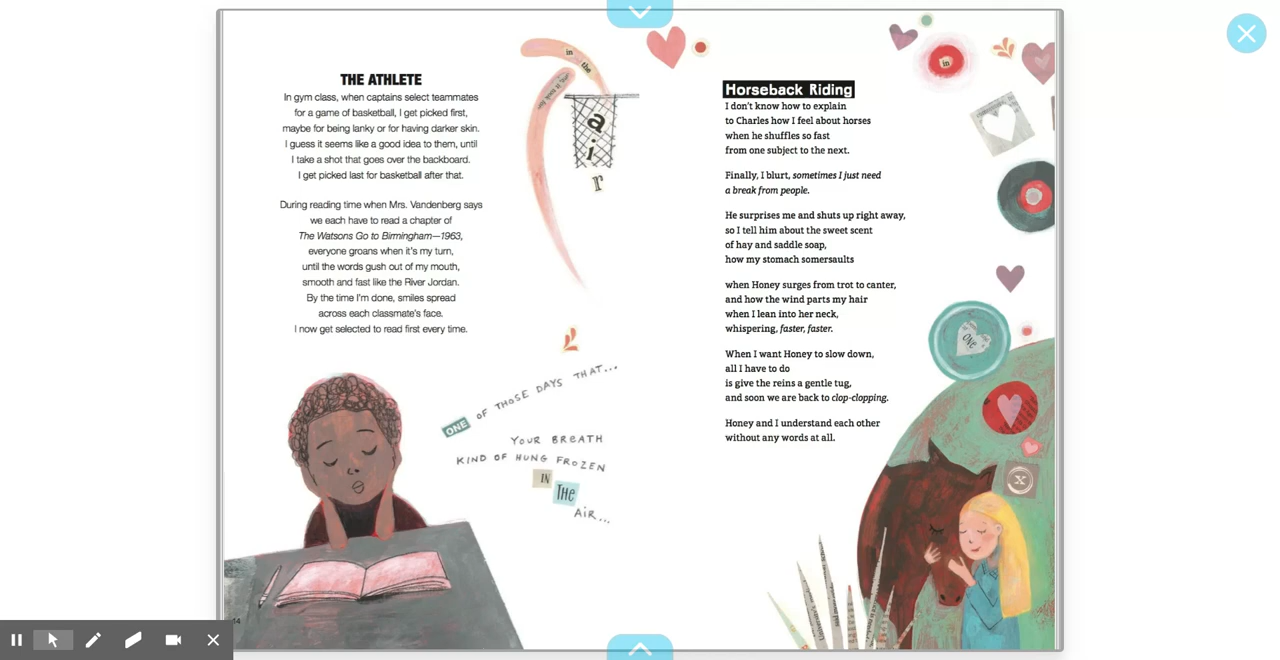 THE ATHLETE
In gym class, when captains select teammates
for a game of basketball, I get picked first,
maybe for being lanky or for having darker skin.
I guess it seems like a good idea to them, until
I take a shot that goes over the backboard.
I get picked last for basketball after that.
During reading time when Mrs. Vandenberg says
we each have to read a chapter of
The Watsons Go to Birmingham—1963,
everyone groans when it's my turn,
until the words gush out of my mouth,
smooth and fast like the River Jordan.
By the time I'm done, smiles spread
across each classmate's face.
I now get selected to read first every time.
in
the
a
i
r
ONE OF THOSE DAYS THAT...
YOUR BREATH
KIND OF HUNG FROZEN
IN
THE
AIR...
14
Horseback Riding
I don't know how to explain
to Charles how I feel about horses
when he shuffles so fast
from one subject to the next.
Finally, I blurt, sometimes I just need
a break from people.
He surprises me and shuts up right away,
so I tell him about the sweet scent
of hay and saddle soap,
how my stomach somersaults
when Honey surges from trot to canter,
and how the wind parts my hair
when I lean into her neck,
whispering, faster, faster.
When I want Honey to slow down,
all I have to do
is give the reins a gentle tug,
and soon we are back to clop-clopping.
Honey and I understand each other
without any words at all.
in
ONE
X